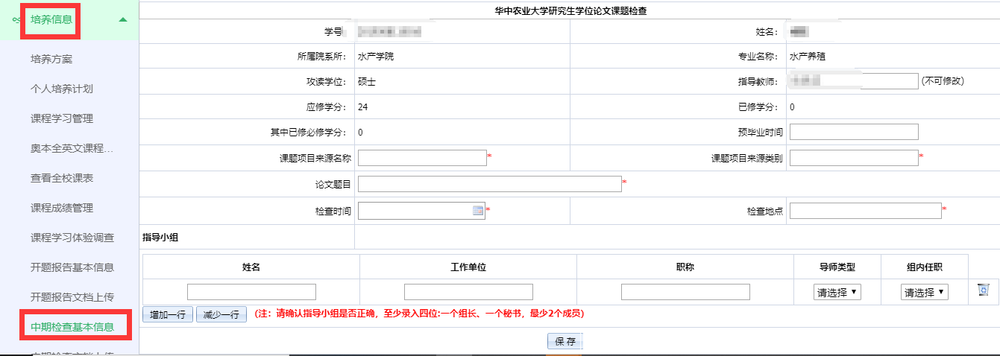 培养信息
培养方案
个人培养计划
课程学习管理
奥本全英文课程...
查看全校课表
课程成绩管理
课程学习体验调查
开题报告基本信息
开题报告文档上传
中期检查基本信息
华中农业大学研究生学位论文课题检查
学号
姓名:
所属院系所: 水产学院
专业名称: 水产养殖
攻读学位: 硕士
指导教师: (不可修改)
应修学分: 24
已修学分: 0
其中已修必修学分: 0
预毕业时间
课题项目来源名称 *
课题项目来源类别 *
论文题目 *
检查时间 *
检查地点 *
指导小组
姓名 工作单位 职称 导师类型 组内任职
请选择 请选择
增加一行 减少一行 (注: 请确认指导小组是否正确, 至少录入四位:一个组长、一个秘书, 最少2个成员)
保 存